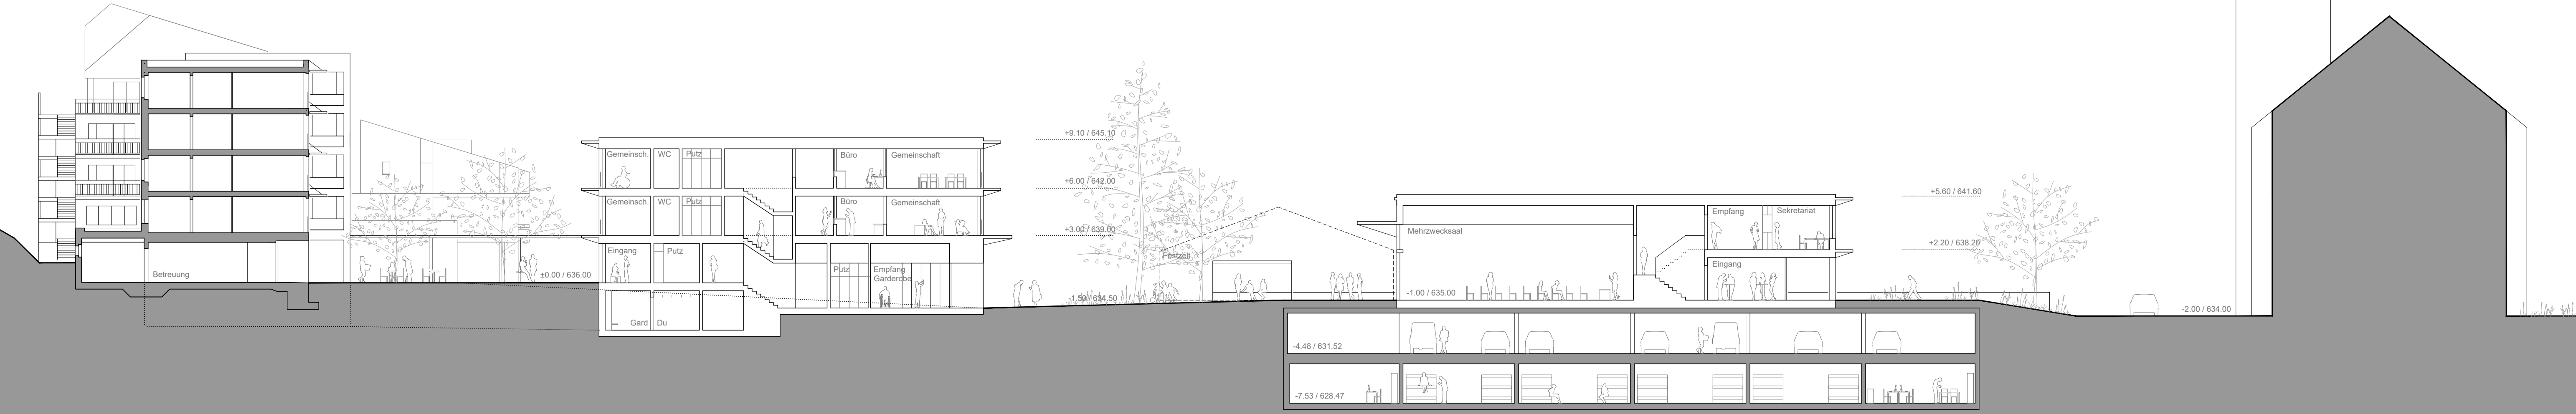 Betreuung
±0.00 / 636.00
Gemeinsch. WC Putz Büro Gemeinschaft
Gemeinsch. WC Putz Büro Gemeinschaft
Eingang Putz
Putz Empfang
Garderobe
Gard Du
+9.10 / 645.10
+6.00 / 642.00
+3.00 / 639.00
-1.50 / 634.50
Festzelt
Mehrzwecksaal
-1.00 / 635.00
Empfang Sekretariat
Eingang
+5.60 / 641.60
+2.20 / 638.20
-2.00 / 634.00
-4.48 / 631.52
-7.53 / 628.47